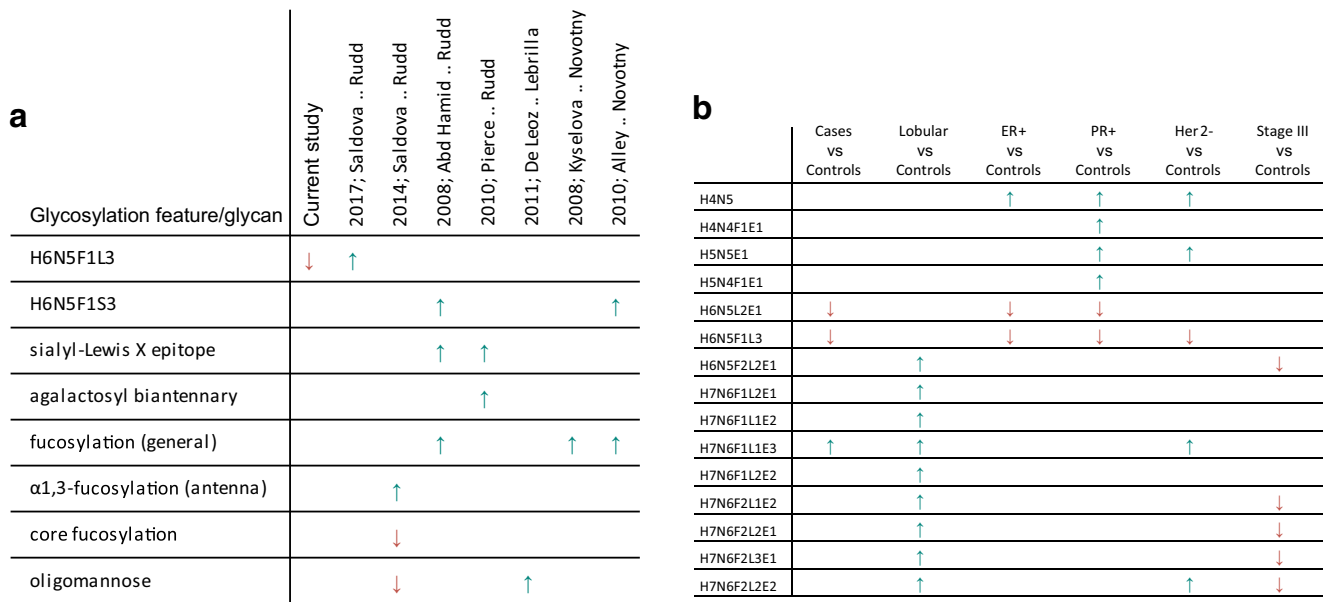 a
Glycosylation feature/glycan
Current study
2017; Saldova .. Rudd
2014; Saldova .. Rudd
2008; Abd Hamid .. Rudd
2010; Pierce .. Rudd
2011; De Leoz .. Lebrilla
2008; Kyselova .. Novotny
2010; Alley .. Novotny
H6N5F1L3 ↓ ↑
H6N5F1S3 ↑ ↑
sialyl-Lewis X epitope ↑ ↑
agalactosyl biantennary ↑
fucosylation (general) ↑ ↑ ↑
α1,3-fucosylation (antenna) ↑
core fucosylation ↓
oligomannose ↓ ↑
b
Cases vs Controls
Lobular vs Controls
ER+ vs Controls
PR+ vs Controls
Her2- vs Controls
Stage III vs Controls
H4N5 ↑ ↑ ↑
H4N4F1E1 ↑
H5N5E1 ↑ ↑
H5N4F1E1 ↑
H6N5L2E1 ↓ ↓ ↓
H6N5F1L3 ↓ ↓ ↓ ↓
H6N5F2L2E1 ↑ ↓
H7N6F1L2E1 ↑
H7N6F1L1E2 ↑
H7N6F1L1E3 ↑ ↑ ↑
H7N6F1L2E2 ↑
H7N6F2L1E2 ↑ ↓
H7N6F2L2E1 ↑ ↓
H7N6F2L3E1 ↑ ↓
H7N6F2L2E2 ↑ ↑ ↓